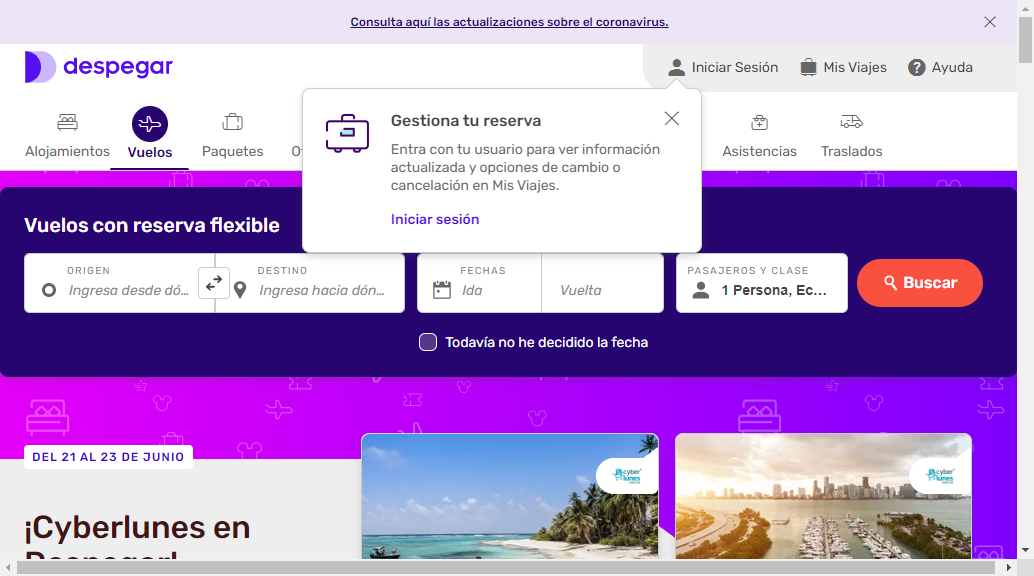 Consulta aquí las actualizaciones sobre el coronavirus.
despegar
Iniciar Sesión
Mis Viajes
Ayuda
Alojamientos
Vuelos
Paquetes
Asistencias
Traslados
Gestiona tu reserva
Entra con tu usuario para ver información
actualizada y opciones de cambio o
cancelación en Mis Viajes.
Iniciar sesión
Vuelos con reserva flexible
ORIGEN
Ingresa desde dó...
DESTINO
Ingresa hacia dón...
FECHAS
Ida
Vuelta
PASAJEROS Y CLASE
1 Persona, Ec...
Buscar
Todavía no he decidido la fecha
DEL 21 AL 23 DE JUNIO
cyber
lunes
cyber
lunes
¡Cyberlunes en
Despegar!